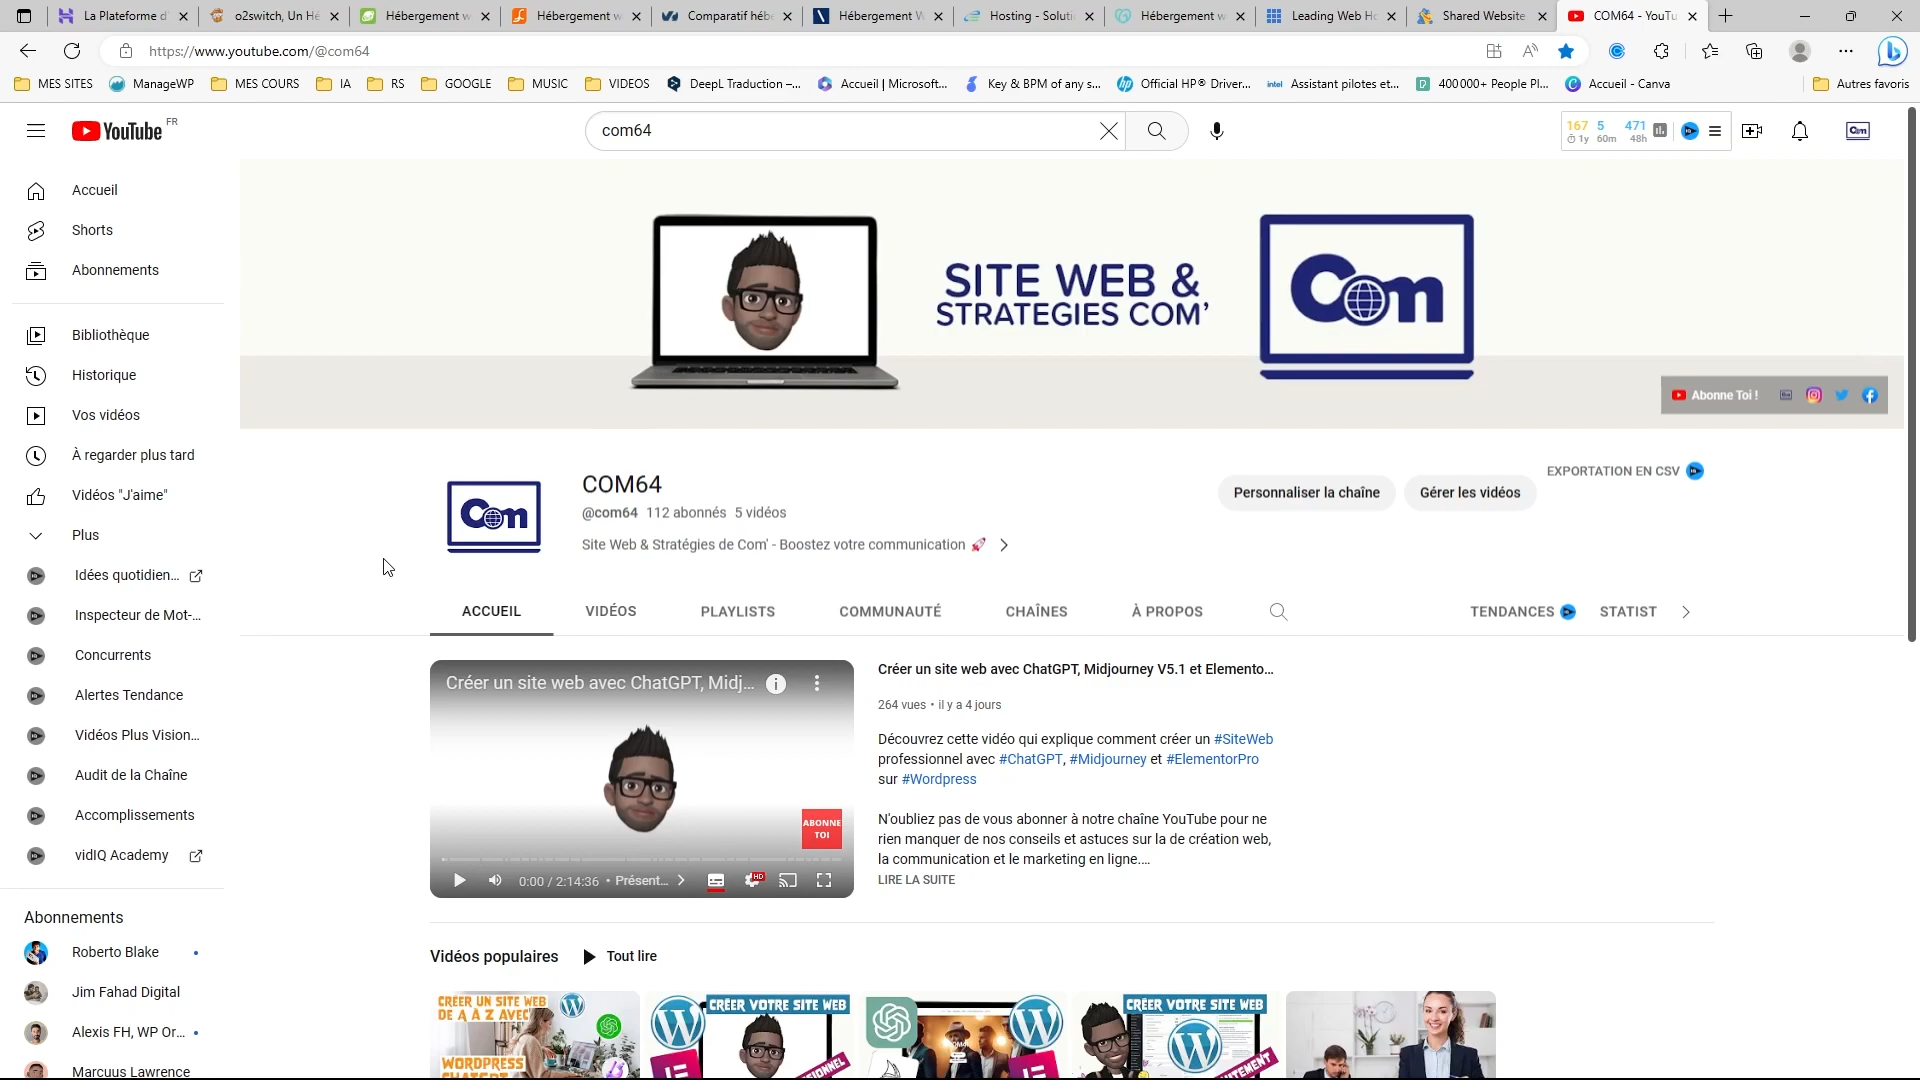 La Plateforme d'
o2switch, Un Hé
Hébergement w
Hébergement w
Comparatif héb
Hébergement W
Hosting - Soluti
Hébergement w
Leading Web Ho
Shared Website
COM64 - YouTu
https://www.youtube.com/@com64
MES SITES
ManageWP
MES COURS
IA
RS
GOOGLE
MUSIC
VIDEOS
DeepL Traduction –...
Accueil | Microsoft...
Key & BPM of any s...
Official HP® Driver...
intel
Assistant pilotes et...
400 000+ People Pl...
Accueil - Canva
Autres favoris
YouTube FR
com64
167 5 471
1y 60m 48h
Com
Accueil
Shorts
Abonnements
Bibliothèque
Historique
Vos vidéos
À regarder plus tard
Vidéos "J'aime"
Plus
Idées quotidien...
Inspecteur de Mot-...
Concurrents
Alertes Tendance
Vidéos Plus Vision...
Audit de la Chaîne
Accomplissements
vidIQ Academy
Abonnements
Roberto Blake
Jim Fahad Digital
Alexis FH, WP Or...
Marcuus Lawrence
SITE WEB &
STRATEGIES COM'
Com
Abonne Toi !
Com
COM64
@com64 112 abonnés 5 vidéos
Site Web & Stratégies de Com' - Boostez votre communication 🚀
Personnaliser la chaîne
Gérer les vidéos
EXPORTATION EN CSV
ACCUEIL
VIDÉOS
PLAYLISTS
COMMUNAUTÉ
CHAÎNES
À PROPOS
TENDANCES
STATIST
Créer un site web avec ChatGPT, Midj...
ABONNE
TOI
0:00 / 2:14:36 • Présent...
HD
Créer un site web avec ChatGPT, Midjourney V5.1 et Elemento...
264 vues • il y a 4 jours
Découvrez cette vidéo qui explique comment créer un #SiteWeb
professionnel avec #ChatGPT, #Midjourney et #ElementorPro
sur #Wordpress
N'oubliez pas de vous abonner à notre chaîne YouTube pour ne
rien manquer de nos conseils et astuces sur la de création web,
la communication et le marketing en ligne....
LIRE LA SUITE
Vidéos populaires
Tout lire
CRÉER UN SITE WEB
DE A À Z AVEC
WORDPRESS
CHATGPT
CRÉER VOTRE SITE WEB
CRÉER VOTRE SITE WEB